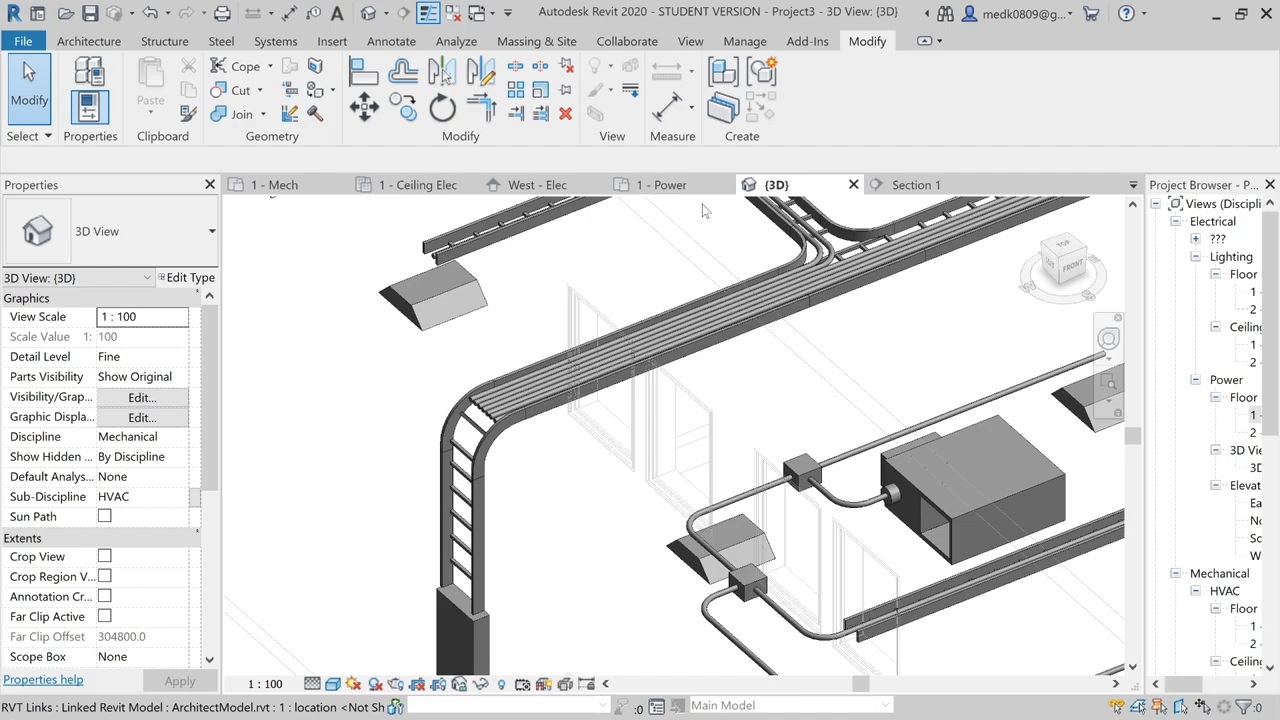 Autodesk Revit 2020 - STUDENT VERSION - Project3 - 3D View: {3D}
medk0809@g...
File Architecture Structure Steel Systems Insert Annotate Analyze Massing & Site Collaborate View Manage Add-Ins Modify
Modify
Paste
Cope
Cut
Join
Select Properties Clipboard Geometry Modify View Measure Create
Properties
1 - Mech
1 - Ceiling Elec
West - Elec
1 - Power
{3D}
Section 1
Project Browser - P...
3D View
3D View: {3D}
Edit Type
Graphics
View Scale 1 : 100
Scale Value 1: 100
Detail Level Fine
Parts Visibility Show Original
Visibility/Grap... Edit...
Graphic Displa... Edit...
Discipline Mechanical
Show Hidden ... By Discipline
Default Analys... None
Sub-Discipline HVAC
Sun Path
Extents
Crop View
Crop Region V...
Annotation Cr...
Far Clip Active
Far Clip Offset 304800.0
Scope Box None
Properties help
Apply
TOP
FRONT
Views (Discipli
Electrical
???
Lighting
Floor
1 -
2 -
Ceilin
1 -
2 -
Power
Floor
1 -
2 -
3D Vie
3D
Elevat
Ea
No
So
W
Mechanical
HVAC
Floor
1 -
2 -
Ceilin
1 : 100
RVT Links : Linked Revit Model : ArchitectModel.rvt : 1 : location <Not Sh
:0
Main Model
:0